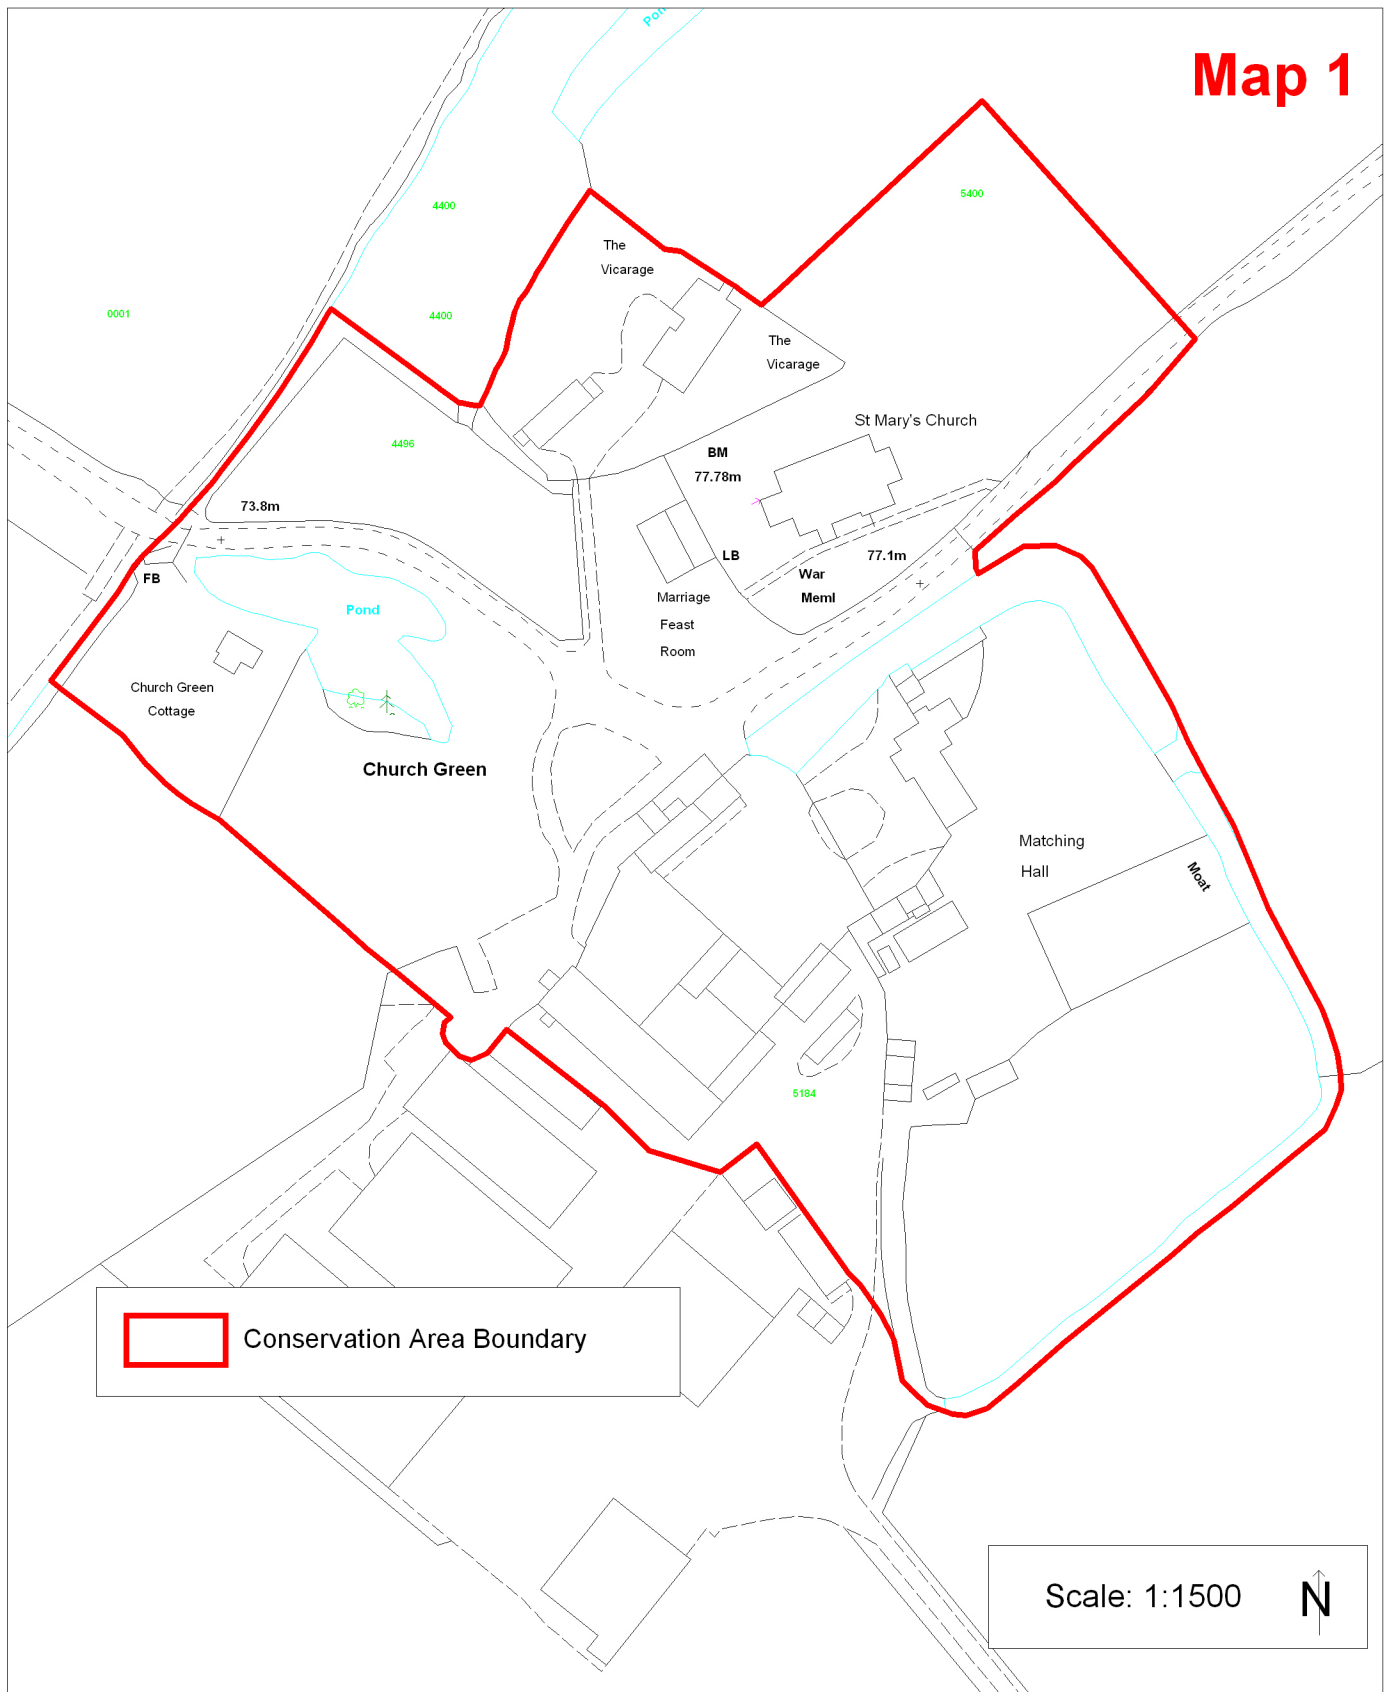 Pon
Map 1
5400
4400
The
Vicarage
0001
4400
The
Vicarage
St Mary's Church
4496
BM
77.78m
73.8m
LB
77.1m
FB
War
Meml
Marriage
Feast
Room
Pond
Church Green
Cottage
Church Green
Matching
Hall
Moat
5184
Conservation Area Boundary
Scale: 1:1500
N